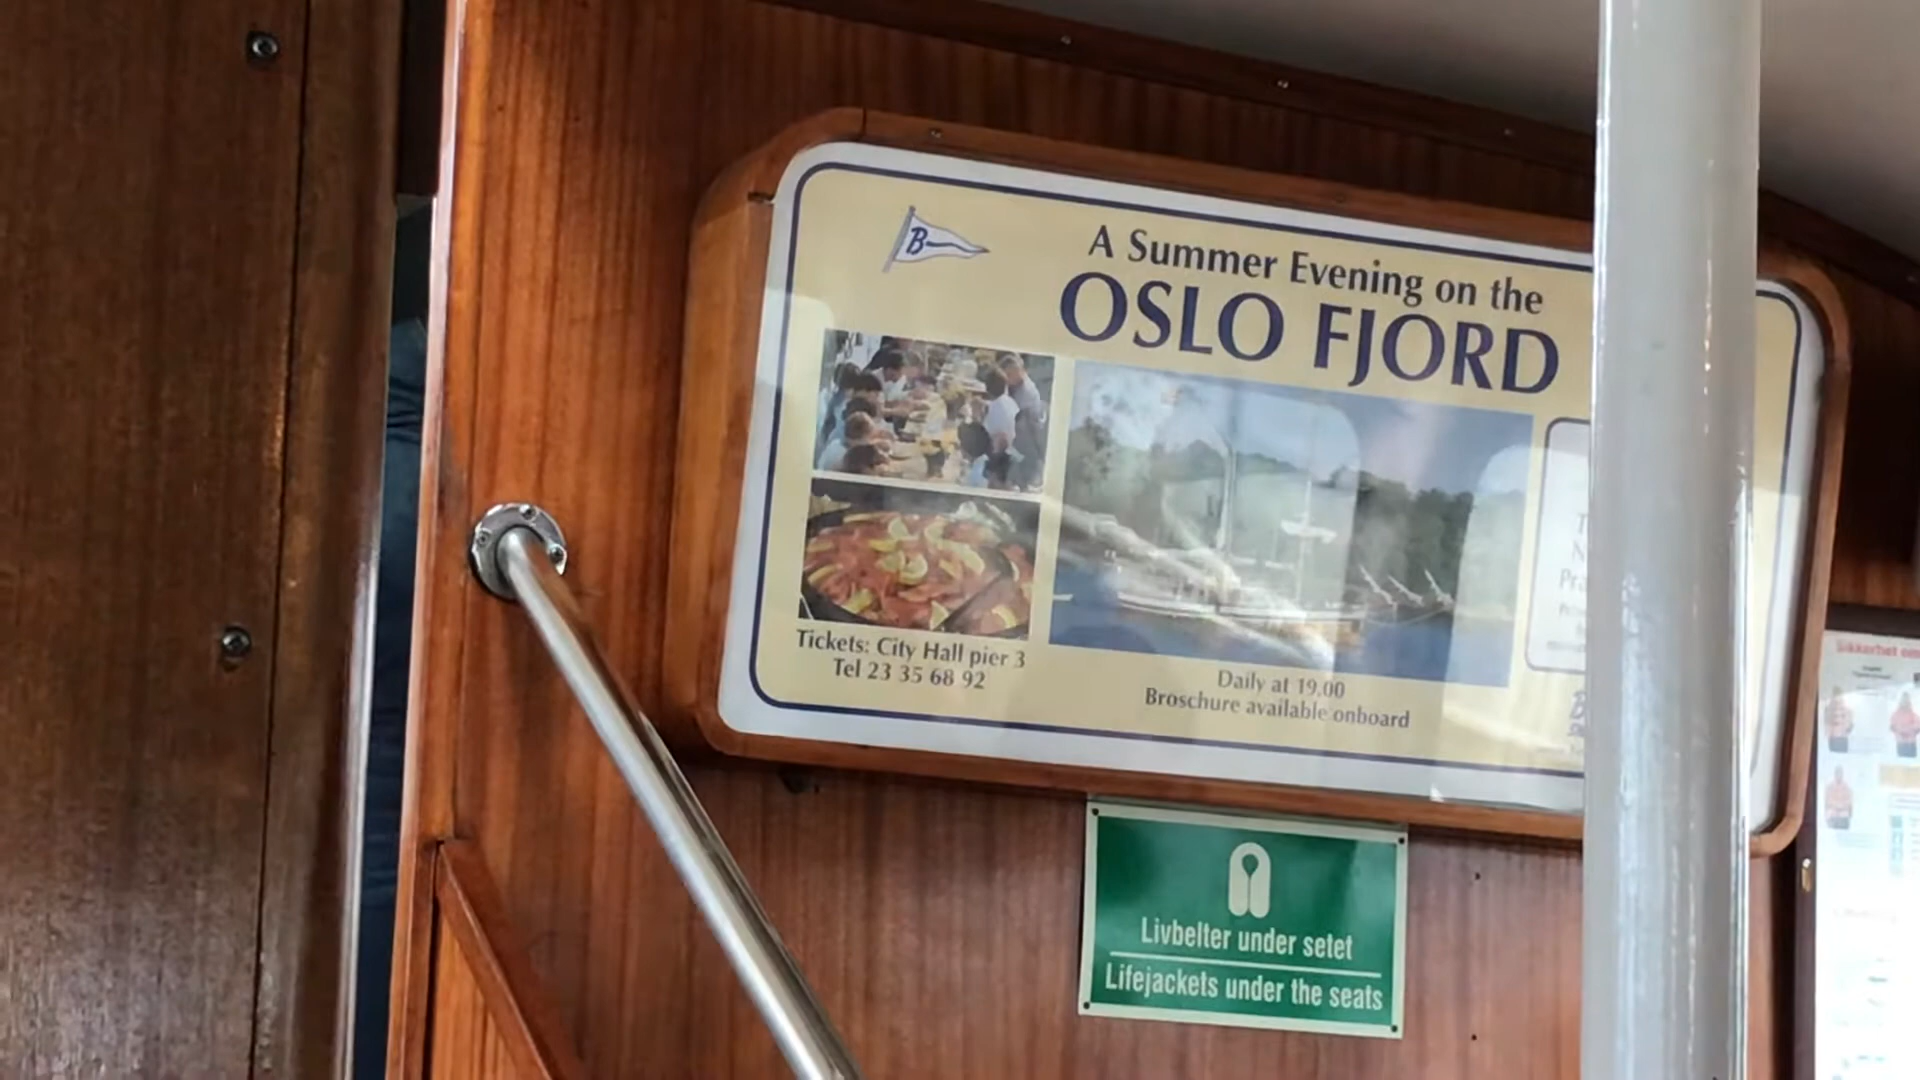 B
A Summer Evening on the
OSLO FJORD
Tickets: City Hall pier 3
Tel 23 35 68 92
Daily at 19.00
Broschure available onboard
Livbelter under setet
Lifejackets under the seats